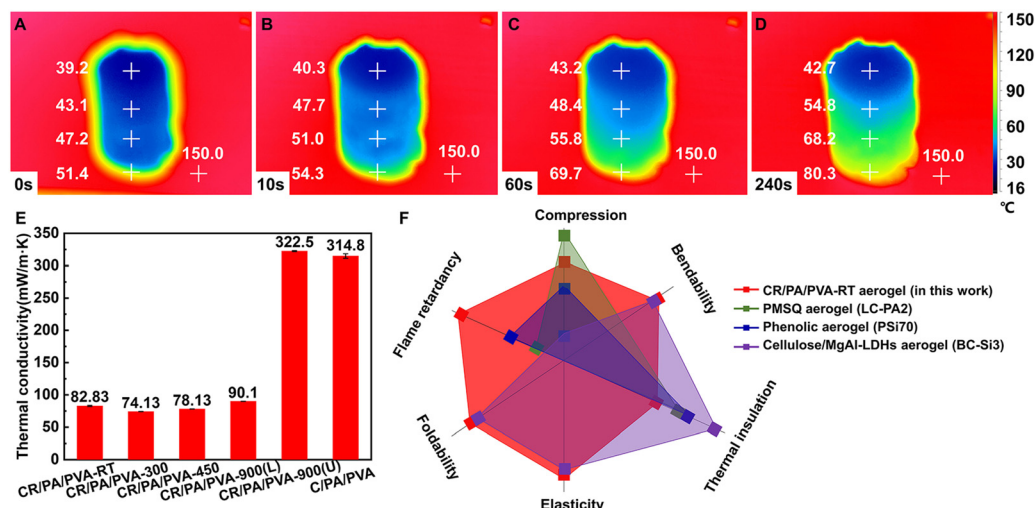 A
39.2
43.1
47.2
51.4
150.0
0s
B
40.3
47.7
51.0
54.3
150.0
10s
C
43.2
48.4
55.8
69.7
150.0
60s
D
42.7
54.8
68.2
80.3
150.0
240s
150
120
90
60
30
16
℃
E
Thermal conductivity(mW/m·K)
350
300
250
200
150
100
50
0
82.83
74.13
78.13
90.1
322.5
314.8
CR/PA/PVA-RT
CR/PA/PVA-300
CR/PA/PVA-450
CR/PA/PVA-900(L)
CR/PA/PVA-900(U)
C/PA/PVA
F
Compression
Bendability
Thermal insulation
Elasticity
Foldability
Flame retardancy
CR/PA/PVA-RT aerogel (in this work)
PMSQ aerogel (LC-PA2)
Phenolic aerogel (PSi70)
Cellulose/MgAl-LDHs aerogel (BC-Si3)